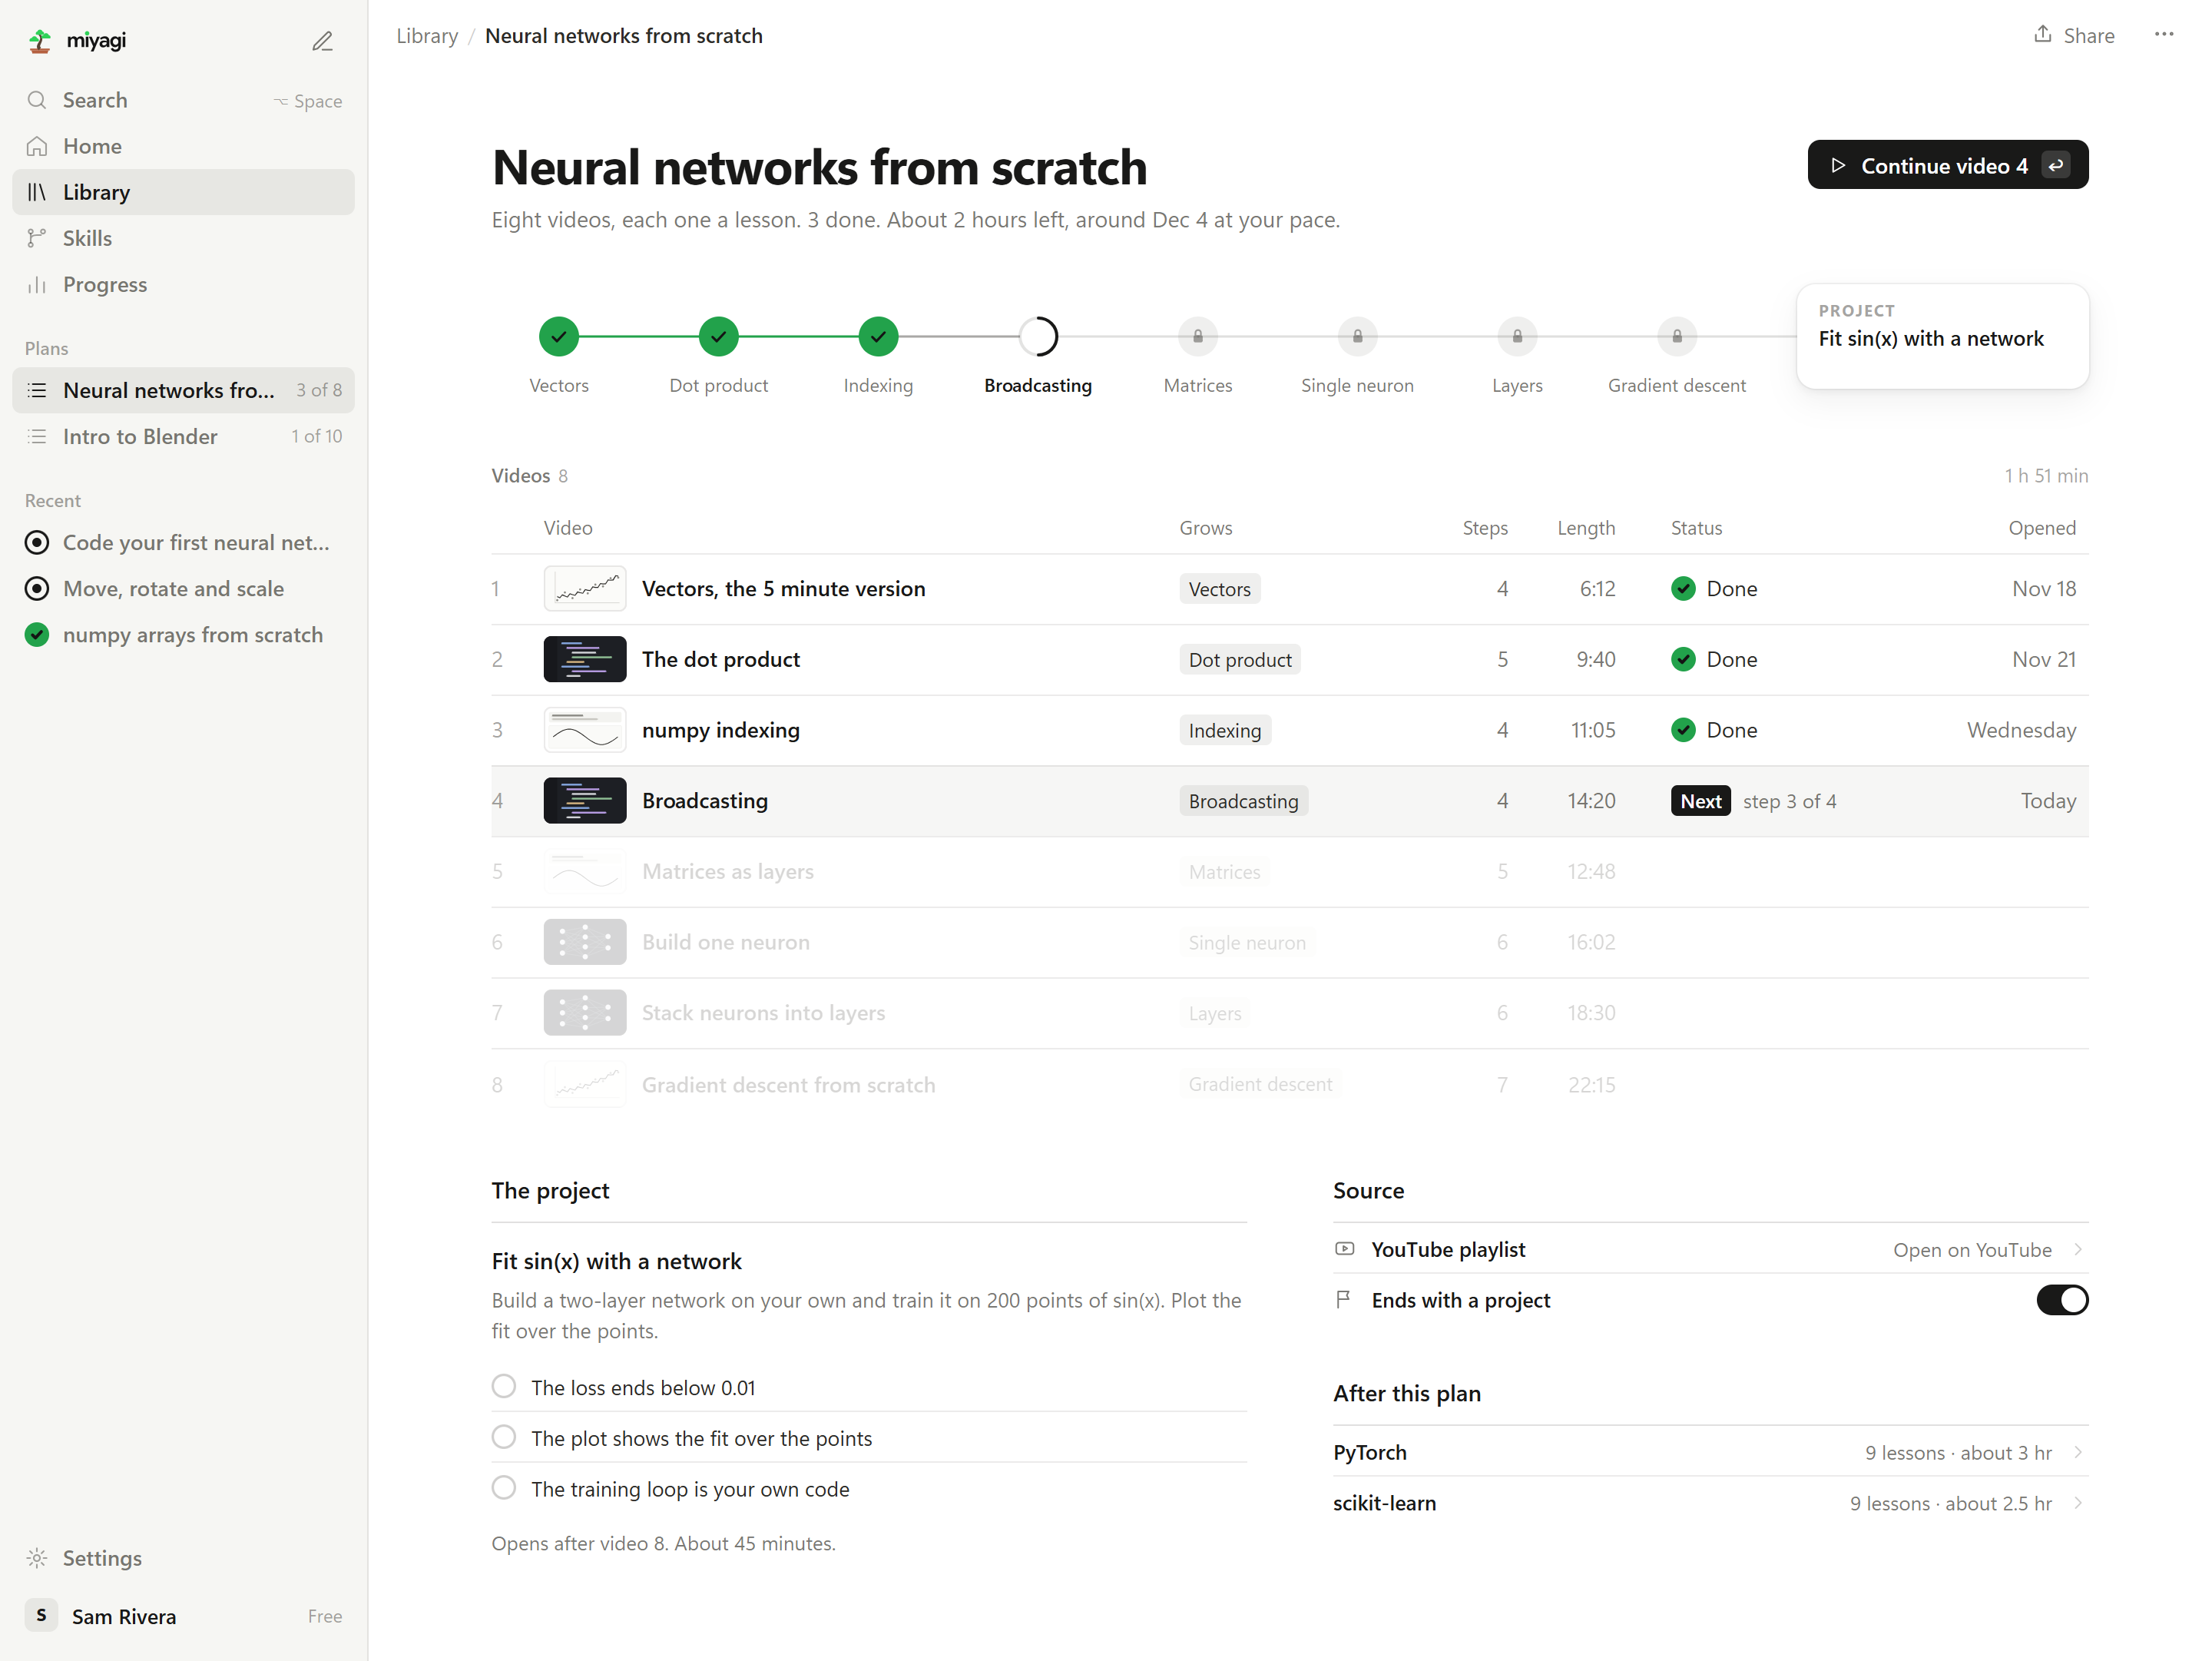 miyagi
Search
⌥ Space
Home
Library
Skills
Progress
Plans
Neural networks fro...
3 of 8
Intro to Blender
1 of 10
Recent
Code your first neural net...
Move, rotate and scale
numpy arrays from scratch
Settings
S
Sam Rivera
Free
Library / Neural networks from scratch
Share
Neural networks from scratch
Continue video 4
Eight videos, each one a lesson. 3 done. About 2 hours left, around Dec 4 at your pace.
Vectors
Dot product
Indexing
Broadcasting
Matrices
Single neuron
Layers
Gradient descent
PROJECT
Fit sin(x) with a network
Videos 8
1 h 51 min
Video Grows Steps Length Status Opened
1 Vectors, the 5 minute version Vectors 4 6:12 Done Nov 18
2 The dot product Dot product 5 9:40 Done Nov 21
3 numpy indexing Indexing 4 11:05 Done Wednesday
4 Broadcasting Broadcasting 4 14:20 Next step 3 of 4 Today
5 Matrices as layers Matrices 5 12:48
6 Build one neuron Single neuron 6 16:02
7 Stack neurons into layers Layers 6 18:30
8 Gradient descent from scratch Gradient descent 7 22:15
The project
Fit sin(x) with a network
Build a two-layer network on your own and train it on 200 points of sin(x). Plot the
fit over the points.
The loss ends below 0.01
The plot shows the fit over the points
The training loop is your own code
Opens after video 8. About 45 minutes.
Source
YouTube playlist
Open on YouTube
Ends with a project
After this plan
PyTorch
9 lessons · about 3 hr
scikit-learn
9 lessons · about 2.5 hr